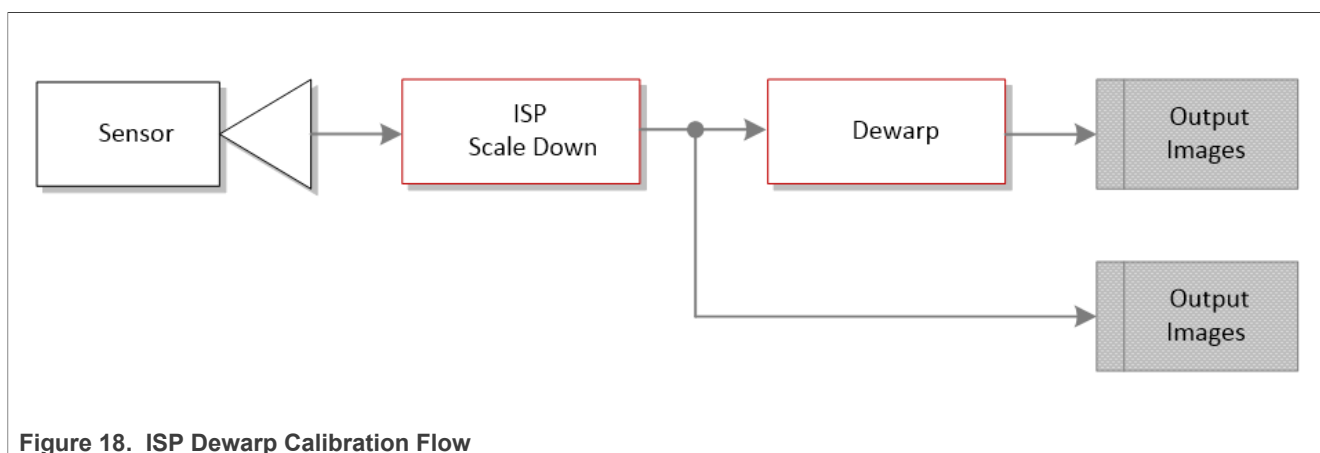 Sensor
ISP
Scale Down
Dewarp
Output
Images
Output
Images
Figure 18. ISP Dewarp Calibration Flow